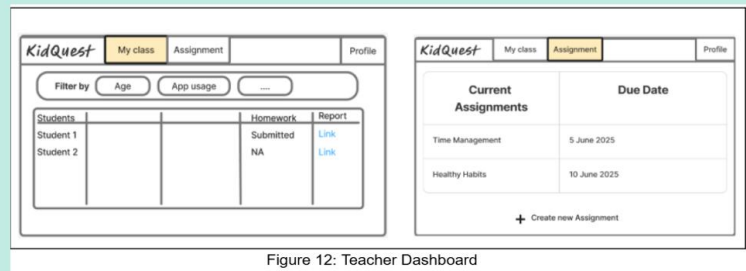 KidQuest My class Assignment Profile
Filter by Age App usage ....
Students Homework Report
Student 1 Submitted Link
Student 2 NA Link
KidQuest My class Assignment Profile
Current Assignments Due Date
Time Management 5 June 2025
Healthy Habits 10 June 2025
+ Create new Assignment
Figure 12: Teacher Dashboard